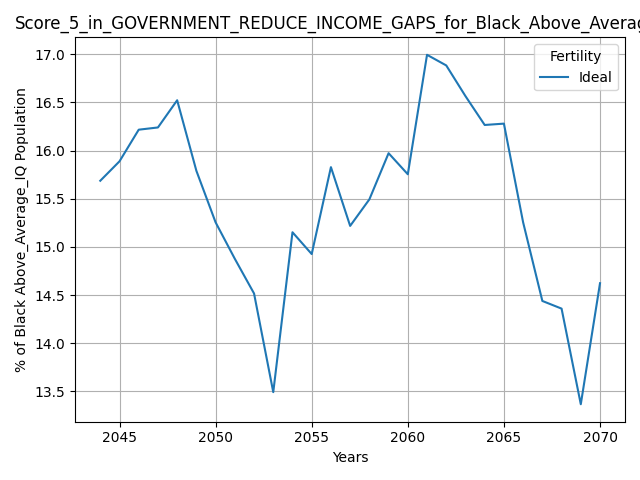 Score_5_in_GOVERNMENT_REDUCE_INCOME_GAPS_for_Black_Above_Averag
Fertility
Ideal
% of Black Above_Average_IQ Population
17.0
16.5
16.0
15.5
15.0
14.5
14.0
13.5
2045 2050 2055 2060 2065 2070
Years